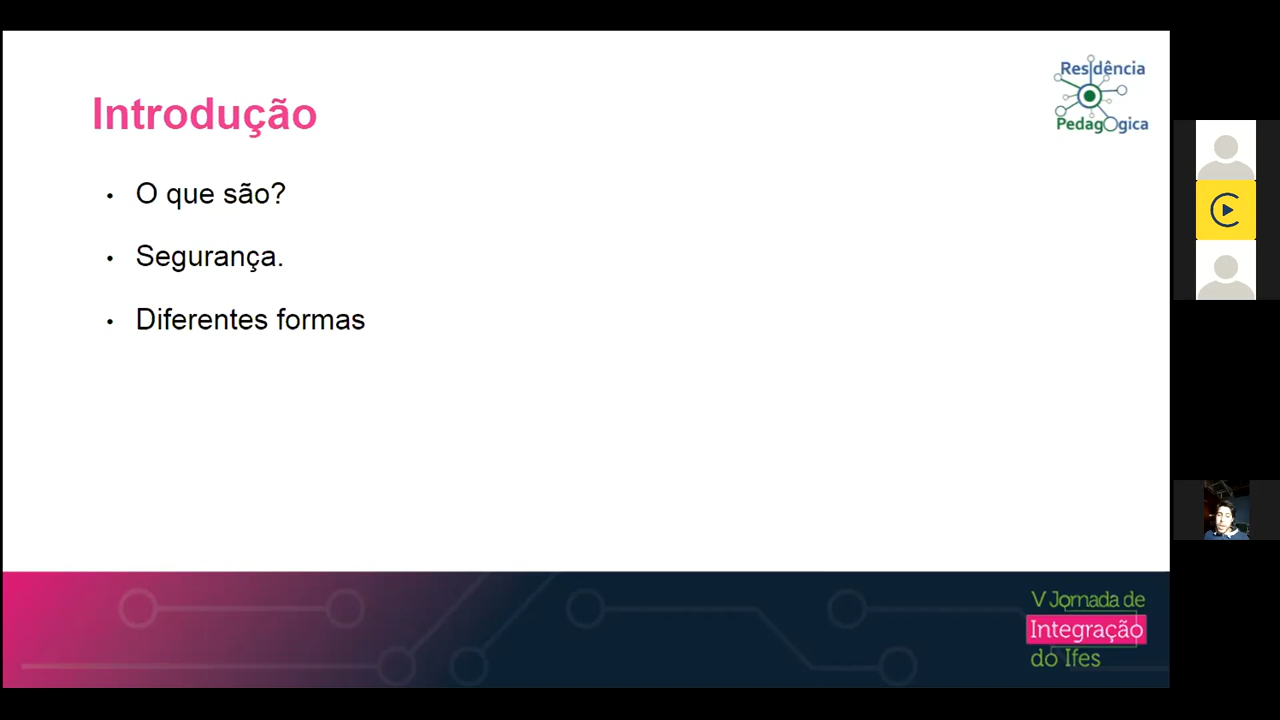 Residência
Pedagógica
Introdução
• O que são?
• Segurança.
• Diferentes formas
V Jornada de
Integração
do Ifes